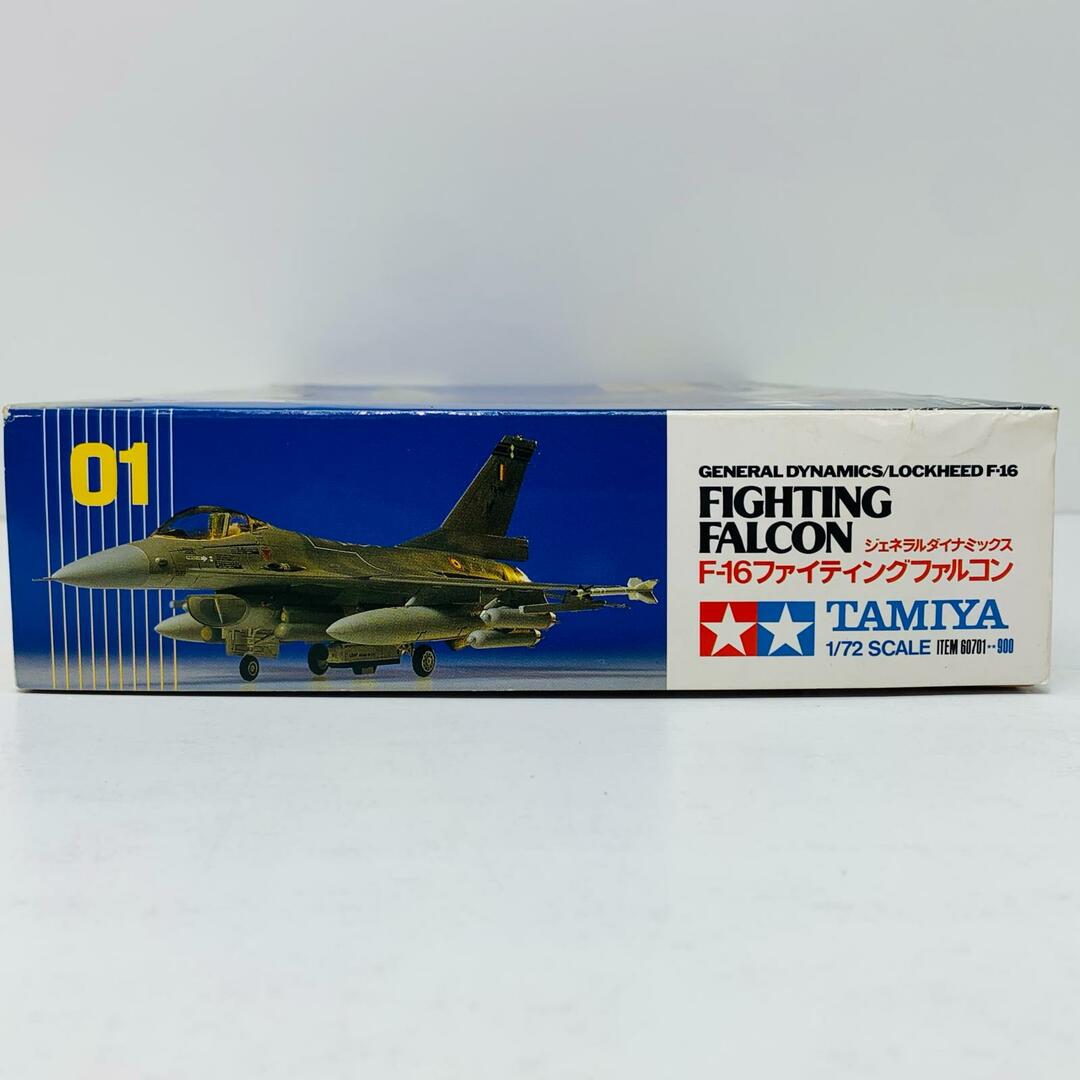 01
GENERAL DYNAMICS/LOCKHEED F-16
FIGHTING
FALCON ジェネラルダイナミックス
F-16ファイティングファルコン
TAMIYA
1/72 SCALE ITEM 60701**900